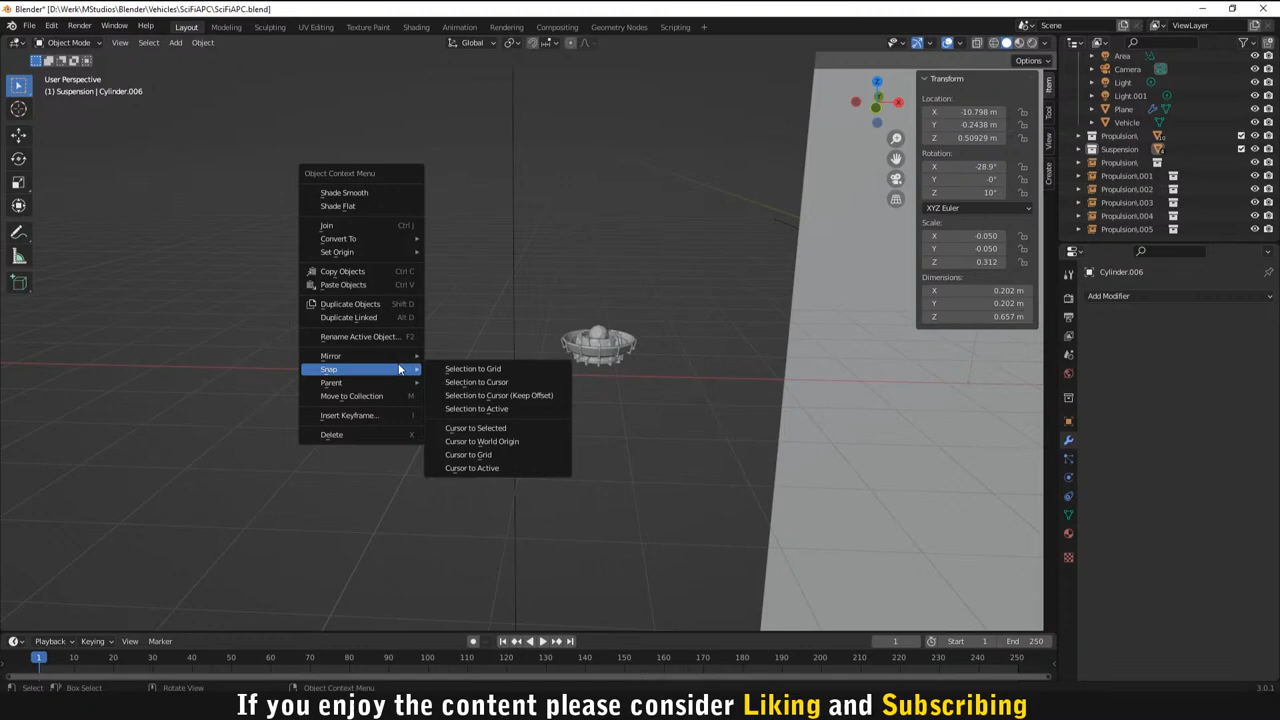 Blender* [D:\Werk\MStudios\Blender\Vehicles\SciFiAPC\SciFiAPC.blend]
File Edit Render Window Help Layout Modeling Sculpting UV Editing Texture Paint Shading Animation Rendering Compositing Geometry Nodes Scripting + Scene ViewLayer
Object Mode View Select Add Object Global
Options
User Perspective
(1) Suspension | Cylinder.006
Object Context Menu
Shade Smooth
Shade Flat
Join Ctrl J
Convert To
Set Origin
Copy Objects Ctrl C
Paste Objects Ctrl V
Duplicate Objects Shift D
Duplicate Linked Alt D
Rename Active Object... F2
Mirror
Snap
Parent
Move to Collection M
Insert Keyframe... I
Delete X
Selection to Grid
Selection to Cursor
Selection to Cursor (Keep Offset)
Selection to Active
Cursor to Selected
Cursor to World Origin
Cursor to Grid
Cursor to Active
Z
X
Transform
Location:
X -10.798 m
Y -0.2438 m
Z 0.50929 m
Rotation:
X -28.9°
Y -0°
Z 10°
XYZ Euler
Scale:
X -0.050
Y -0.050
Z 0.312
Dimensions:
X 0.202 m
Y 0.202 m
Z 0.657 m
Item
Tool
View
Create
Area
Camera
Light
Light.001
Plane
Vehicle
Propulsion
Suspension
Propulsion
Propulsion.001
Propulsion.002
Propulsion.003
Propulsion.004
Propulsion.005
Cylinder.006
Add Modifier
Playback Keying View Marker 1 Start 1 End 250
1 10 20 30 40 50 60 70 80 90 100 110 120 130 140 150 160 170 180 190 200 210 220 230 240 250
Select Box Select Rotate View Object Context Menu 3.0.1
If you enjoy the content please consider Liking and Subscribing